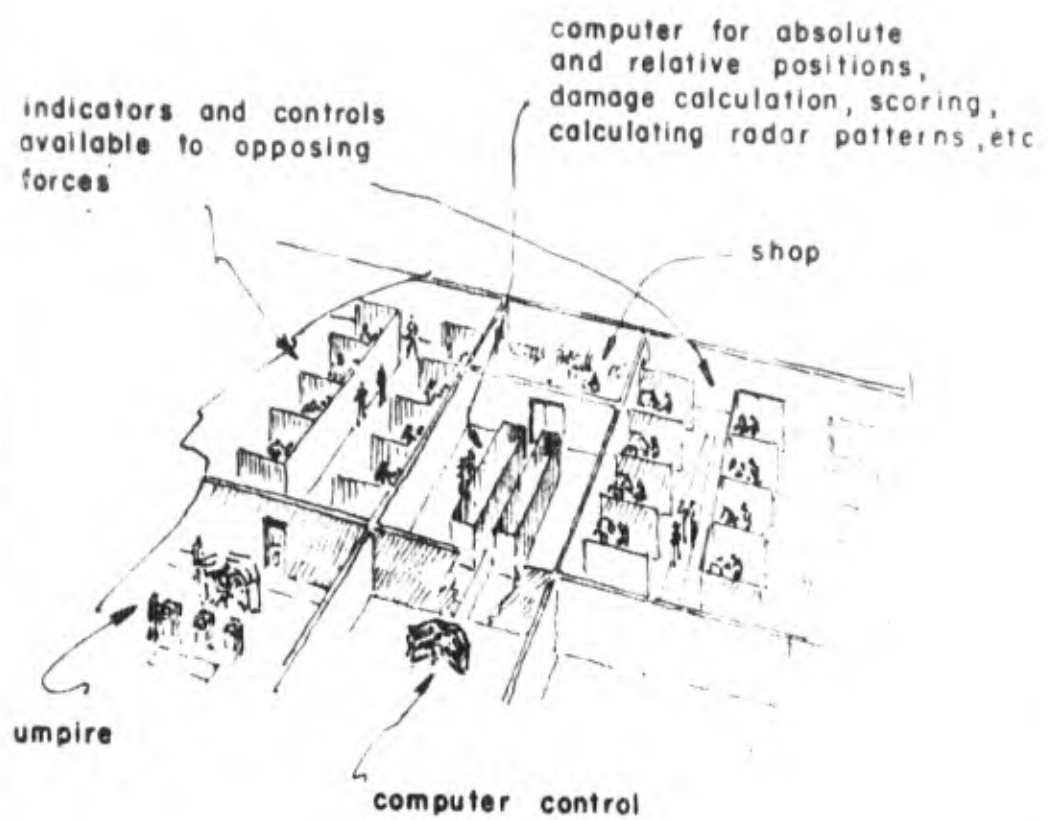 computer for absolute
and relative positions,
damage calculation, scoring,
calculating radar patterns, etc
indicators and controls
available to opposing
forces
shop
umpire
computer control